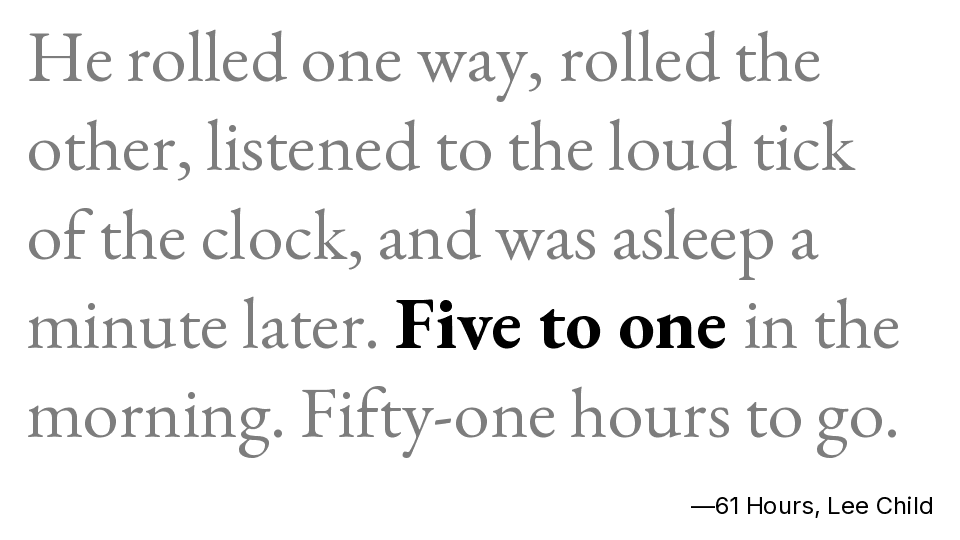 He rolled one way, rolled the
other, listened to the loud tick
of the clock, and was asleep a
minute later. Five to one in the
morning. Fifty-one hours to go.
—61 Hours, Lee Child